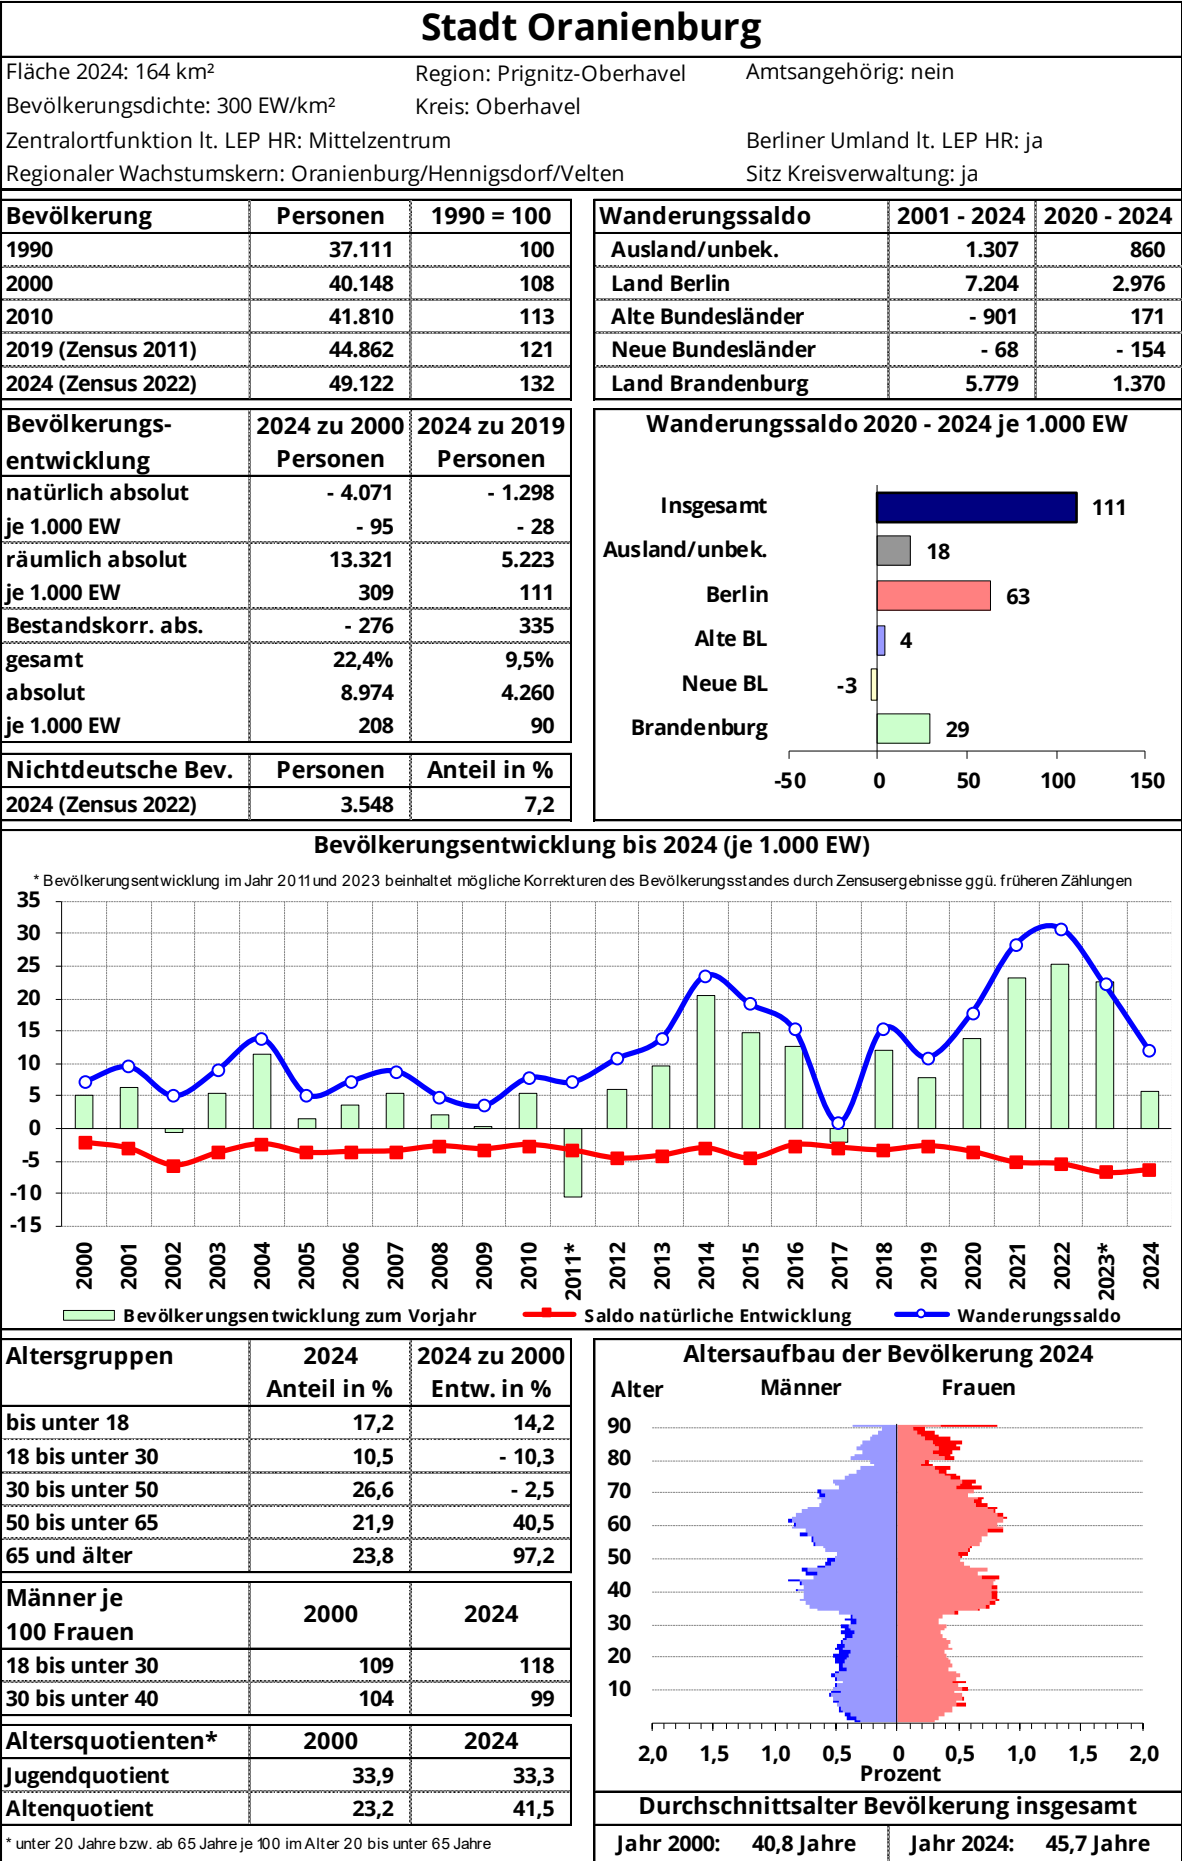 Stadt Oranienburg
Fläche 2024: 164 km² Region: Prignitz-Oberhavel Amtsangehörig: nein
Bevölkerungsdichte: 300 EW/km² Kreis: Oberhavel
Zentralortfunktion lt. LEP HR: Mittelzentrum Berliner Umland lt. LEP HR: ja
Regionaler Wachstumskern: Oranienburg/Hennigsdorf/Velten Sitz Kreisverwaltung: ja
Bevölkerung Personen 1990 = 100
1990 37.111 100
2000 40.148 108
2010 41.810 113
2019 (Zensus 2011) 44.862 121
2024 (Zensus 2022) 49.122 132
Wanderungssaldo 2001 - 2024 2020 - 2024
Ausland/unbek. 1.307 860
Land Berlin 7.204 2.976
Alte Bundesländer - 901 171
Neue Bundesländer - 68 - 154
Land Brandenburg 5.779 1.370
Bevölkerungs- 2024 zu 2000 2024 zu 2019
entwicklung Personen Personen
natürlich absolut - 4.071 - 1.298
je 1.000 EW - 95 - 28
räumlich absolut 13.321 5.223
je 1.000 EW 309 111
Bestandskorr. abs. - 276 335
gesamt 22,4% 9,5%
absolut 8.974 4.260
je 1.000 EW 208 90
Nichtdeutsche Bev. Personen Anteil in %
2024 (Zensus 2022) 3.548 7,2
Wanderungssaldo 2020 - 2024 je 1.000 EW
Insgesamt 111
Ausland/unbek. 18
Berlin 63
Alte BL 4
Neue BL -3
Brandenburg 29
-50 0 50 100 150
Bevölkerungsentwicklung bis 2024 (je 1.000 EW)
* Bevölkerungsentwicklung im Jahr 2011 und 2023 beinhaltet mögliche Korrekturen des Bevölkerungsstandes durch Zensusergebnisse ggü. früheren Zählungen
35
30
25
20
15
10
5
0
-5
-10
-15
2000 2001 2002 2003 2004 2005 2006 2007 2008 2009 2010 2011* 2012 2013 2014 2015 2016 2017 2018 2019 2020 2021 2022 2023* 2024
Bevölkerungsentwicklung zum Vorjahr Saldo natürliche Entwicklung Wanderungssaldo
Altersgruppen 2024 2024 zu 2000
Anteil in % Entw. in %
bis unter 18 17,2 14,2
18 bis unter 30 10,5 - 10,3
30 bis unter 50 26,6 - 2,5
50 bis unter 65 21,9 40,5
65 und älter 23,8 97,2
Männer je
100 Frauen 2000 2024
18 bis unter 30 109 118
30 bis unter 40 104 99
Altersquotienten* 2000 2024
Jugendquotient 33,9 33,3
Altenquotient 23,2 41,5
* unter 20 Jahre bzw. ab 65 Jahre je 100 im Alter 20 bis unter 65 Jahre
Altersaufbau der Bevölkerung 2024
Alter Männer Frauen
90
80
70
60
50
40
30
20
10
2,0 1,5 1,0 0,5 0 0,5 1,0 1,5 2,0
Prozent
Durchschnittsalter Bevölkerung insgesamt
Jahr 2000: 40,8 Jahre Jahr 2024: 45,7 Jahre